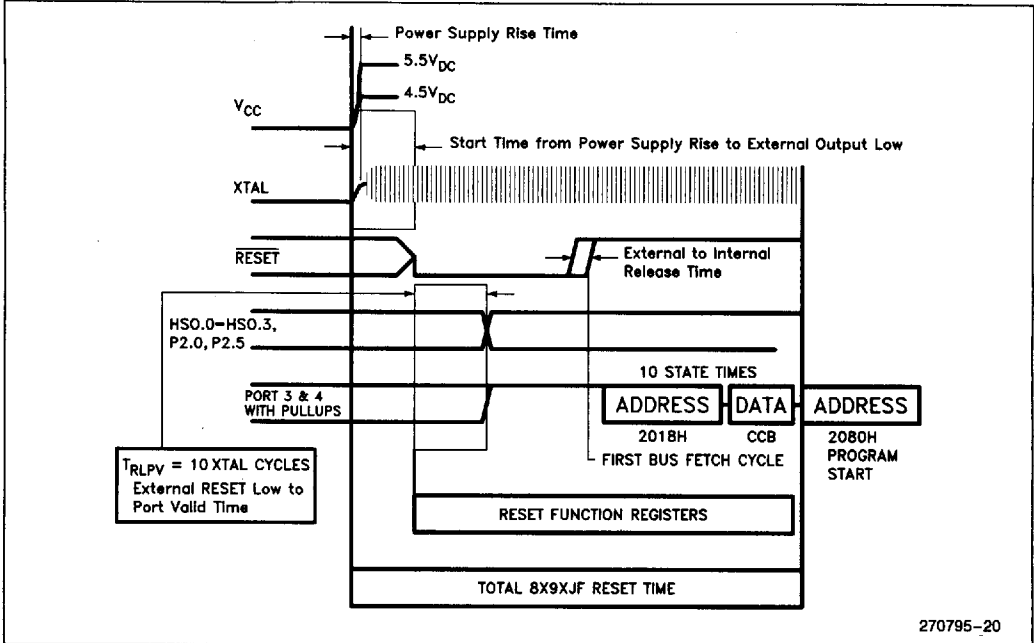 Power Supply Rise Time
5.5VDC
4.5VDC
VCC
Start Time from Power Supply Rise to External Output Low
XTAL
RESET
External to Internal
Release Time
HSO.0–HSO.3,
P2.0, P2.5
10 STATE TIMES
PORT 3 & 4
WITH PULLUPS
ADDRESS DATA ADDRESS
2018H CCB 2080H
PROGRAM
START
FIRST BUS FETCH CYCLE
TRLPV = 10 XTAL CYCLES
External RESET Low to
Port Valid Time
RESET FUNCTION REGISTERS
TOTAL 8X9XJF RESET TIME
270795–20